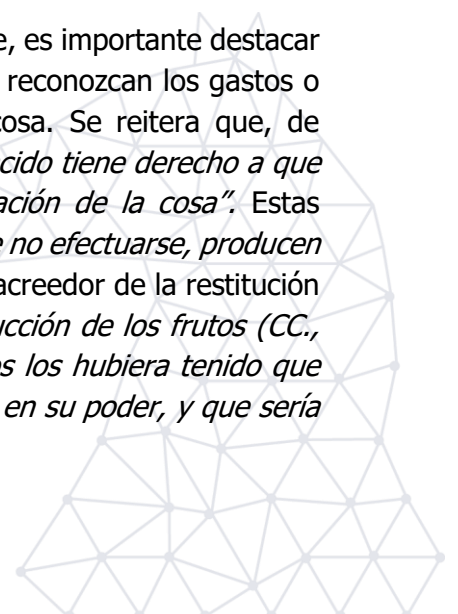 e, es importante destacar
reconozcan los gastos o
cosa. Se reitera que, de
cido tiene derecho a que
ación de la cosa”. Estas
e no efectuarse, producen
acreedor de la restitución
ucción de los frutos (CC.,
os los hubiera tenido que
en su poder, y que sería